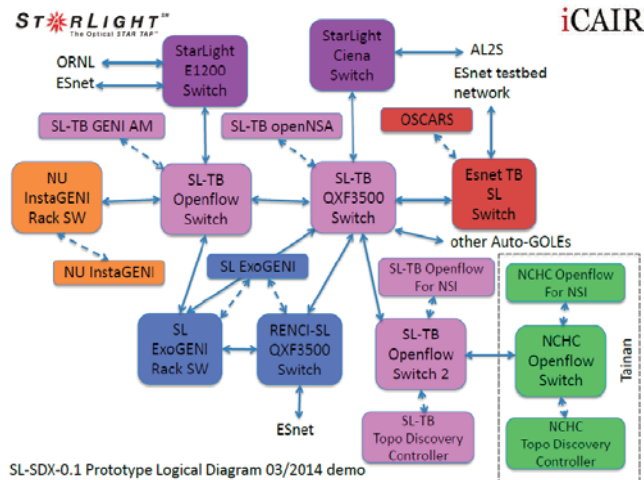 STARLIGHT SM
The Optical STAR TAP™
iCAIR
ORNL
ESnet
StarLight
E1200
Switch
StarLight
Ciena
Switch
AL2S
ESnet testbed
network
SL-TB GENI AM
SL-TB openNSA
OSCARS
NU
InstaGENI
Rack SW
SL-TB
Openflow
Switch
SL-TB
QXF3500
Switch
Esnet TB
SL
Switch
other Auto-GOLEs
NU InstaGENI
SL ExoGENI
SL-TB Openflow
For NSI
NCHC Openflow
For NSI
SL
ExoGENI
Rack SW
RENCI-SL
QXF3500
Switch
SL-TB
Openflow
Switch 2
NCHC
Openflow
Switch
Tainan
ESnet
SL-TB
Topo Discovery
Controller
NCHC
Topo Discovery
Controller
SL-SDX-0.1 Prototype Logical Diagram 03/2014 demo